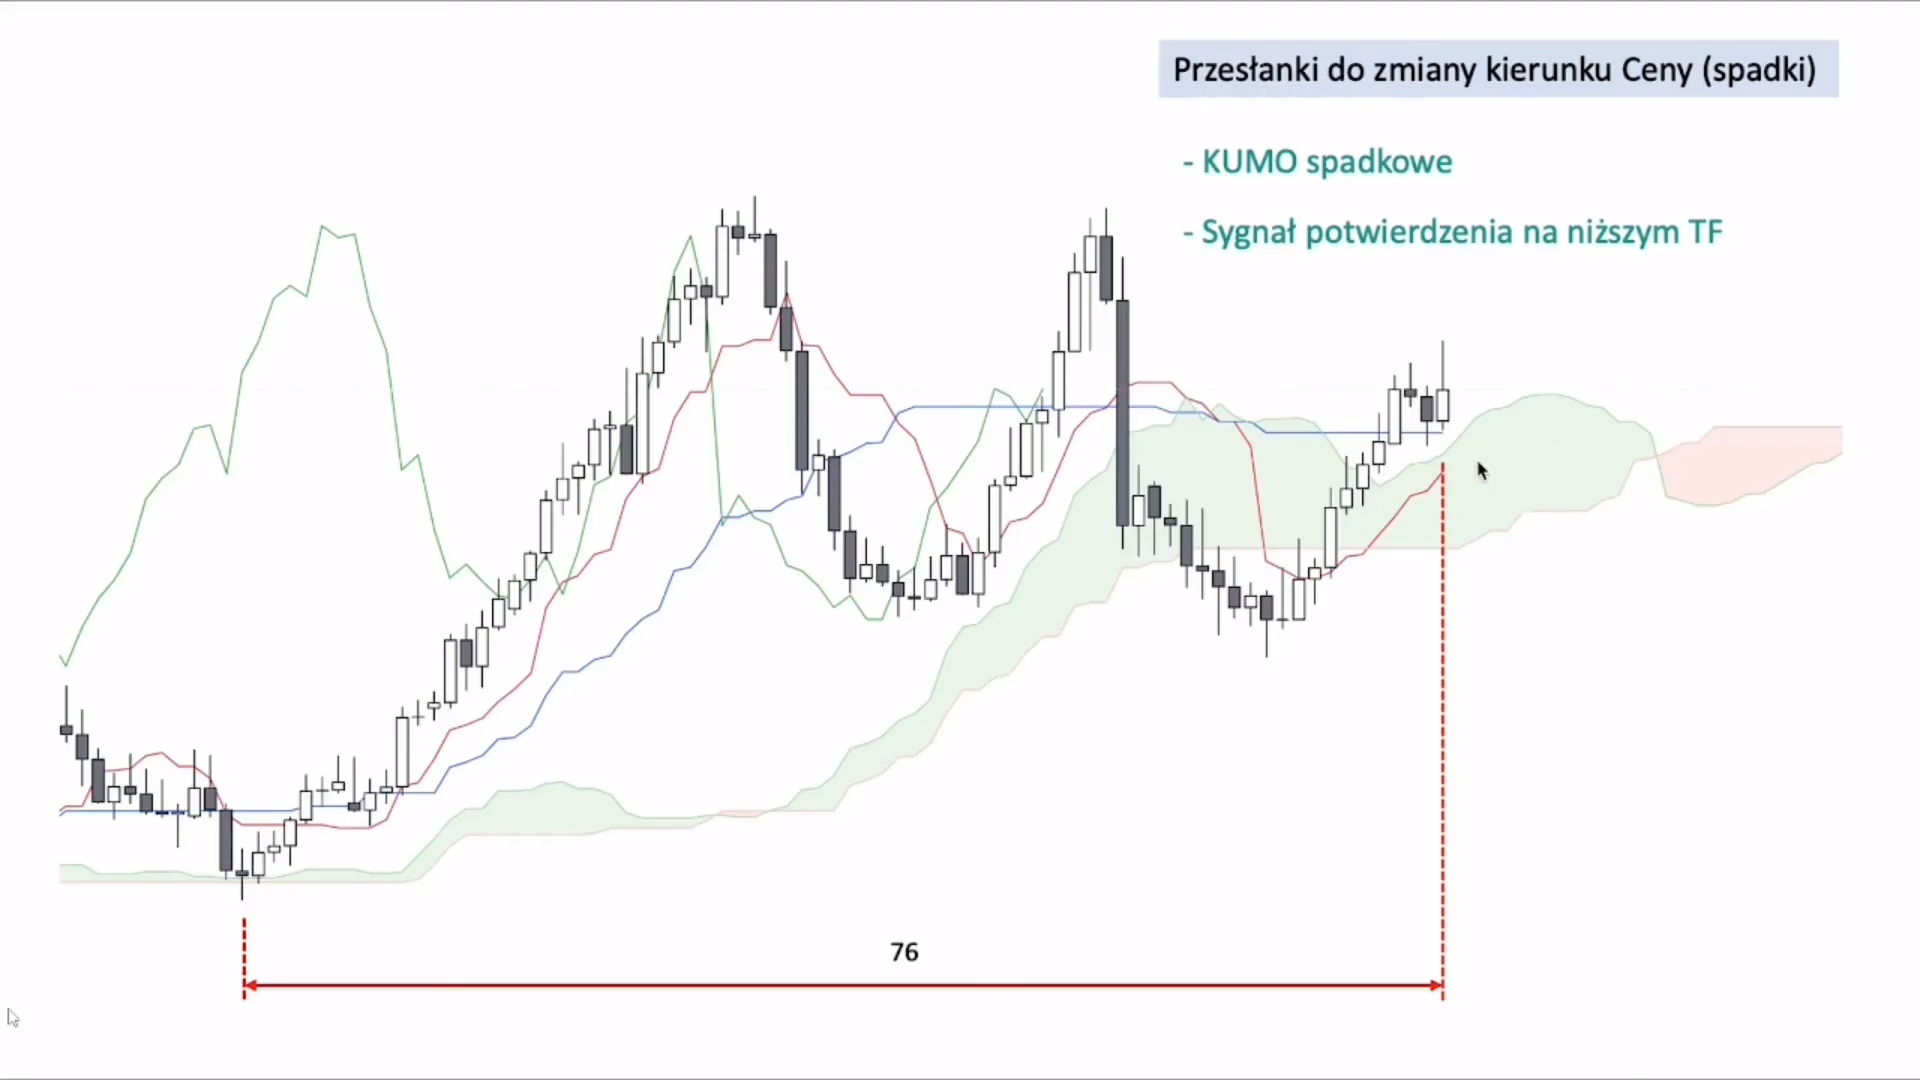 Przesłanki do zmiany kierunku Ceny (spadki)
- KUMO spadkowe
- Sygnał potwierdzenia na niższym TF
76